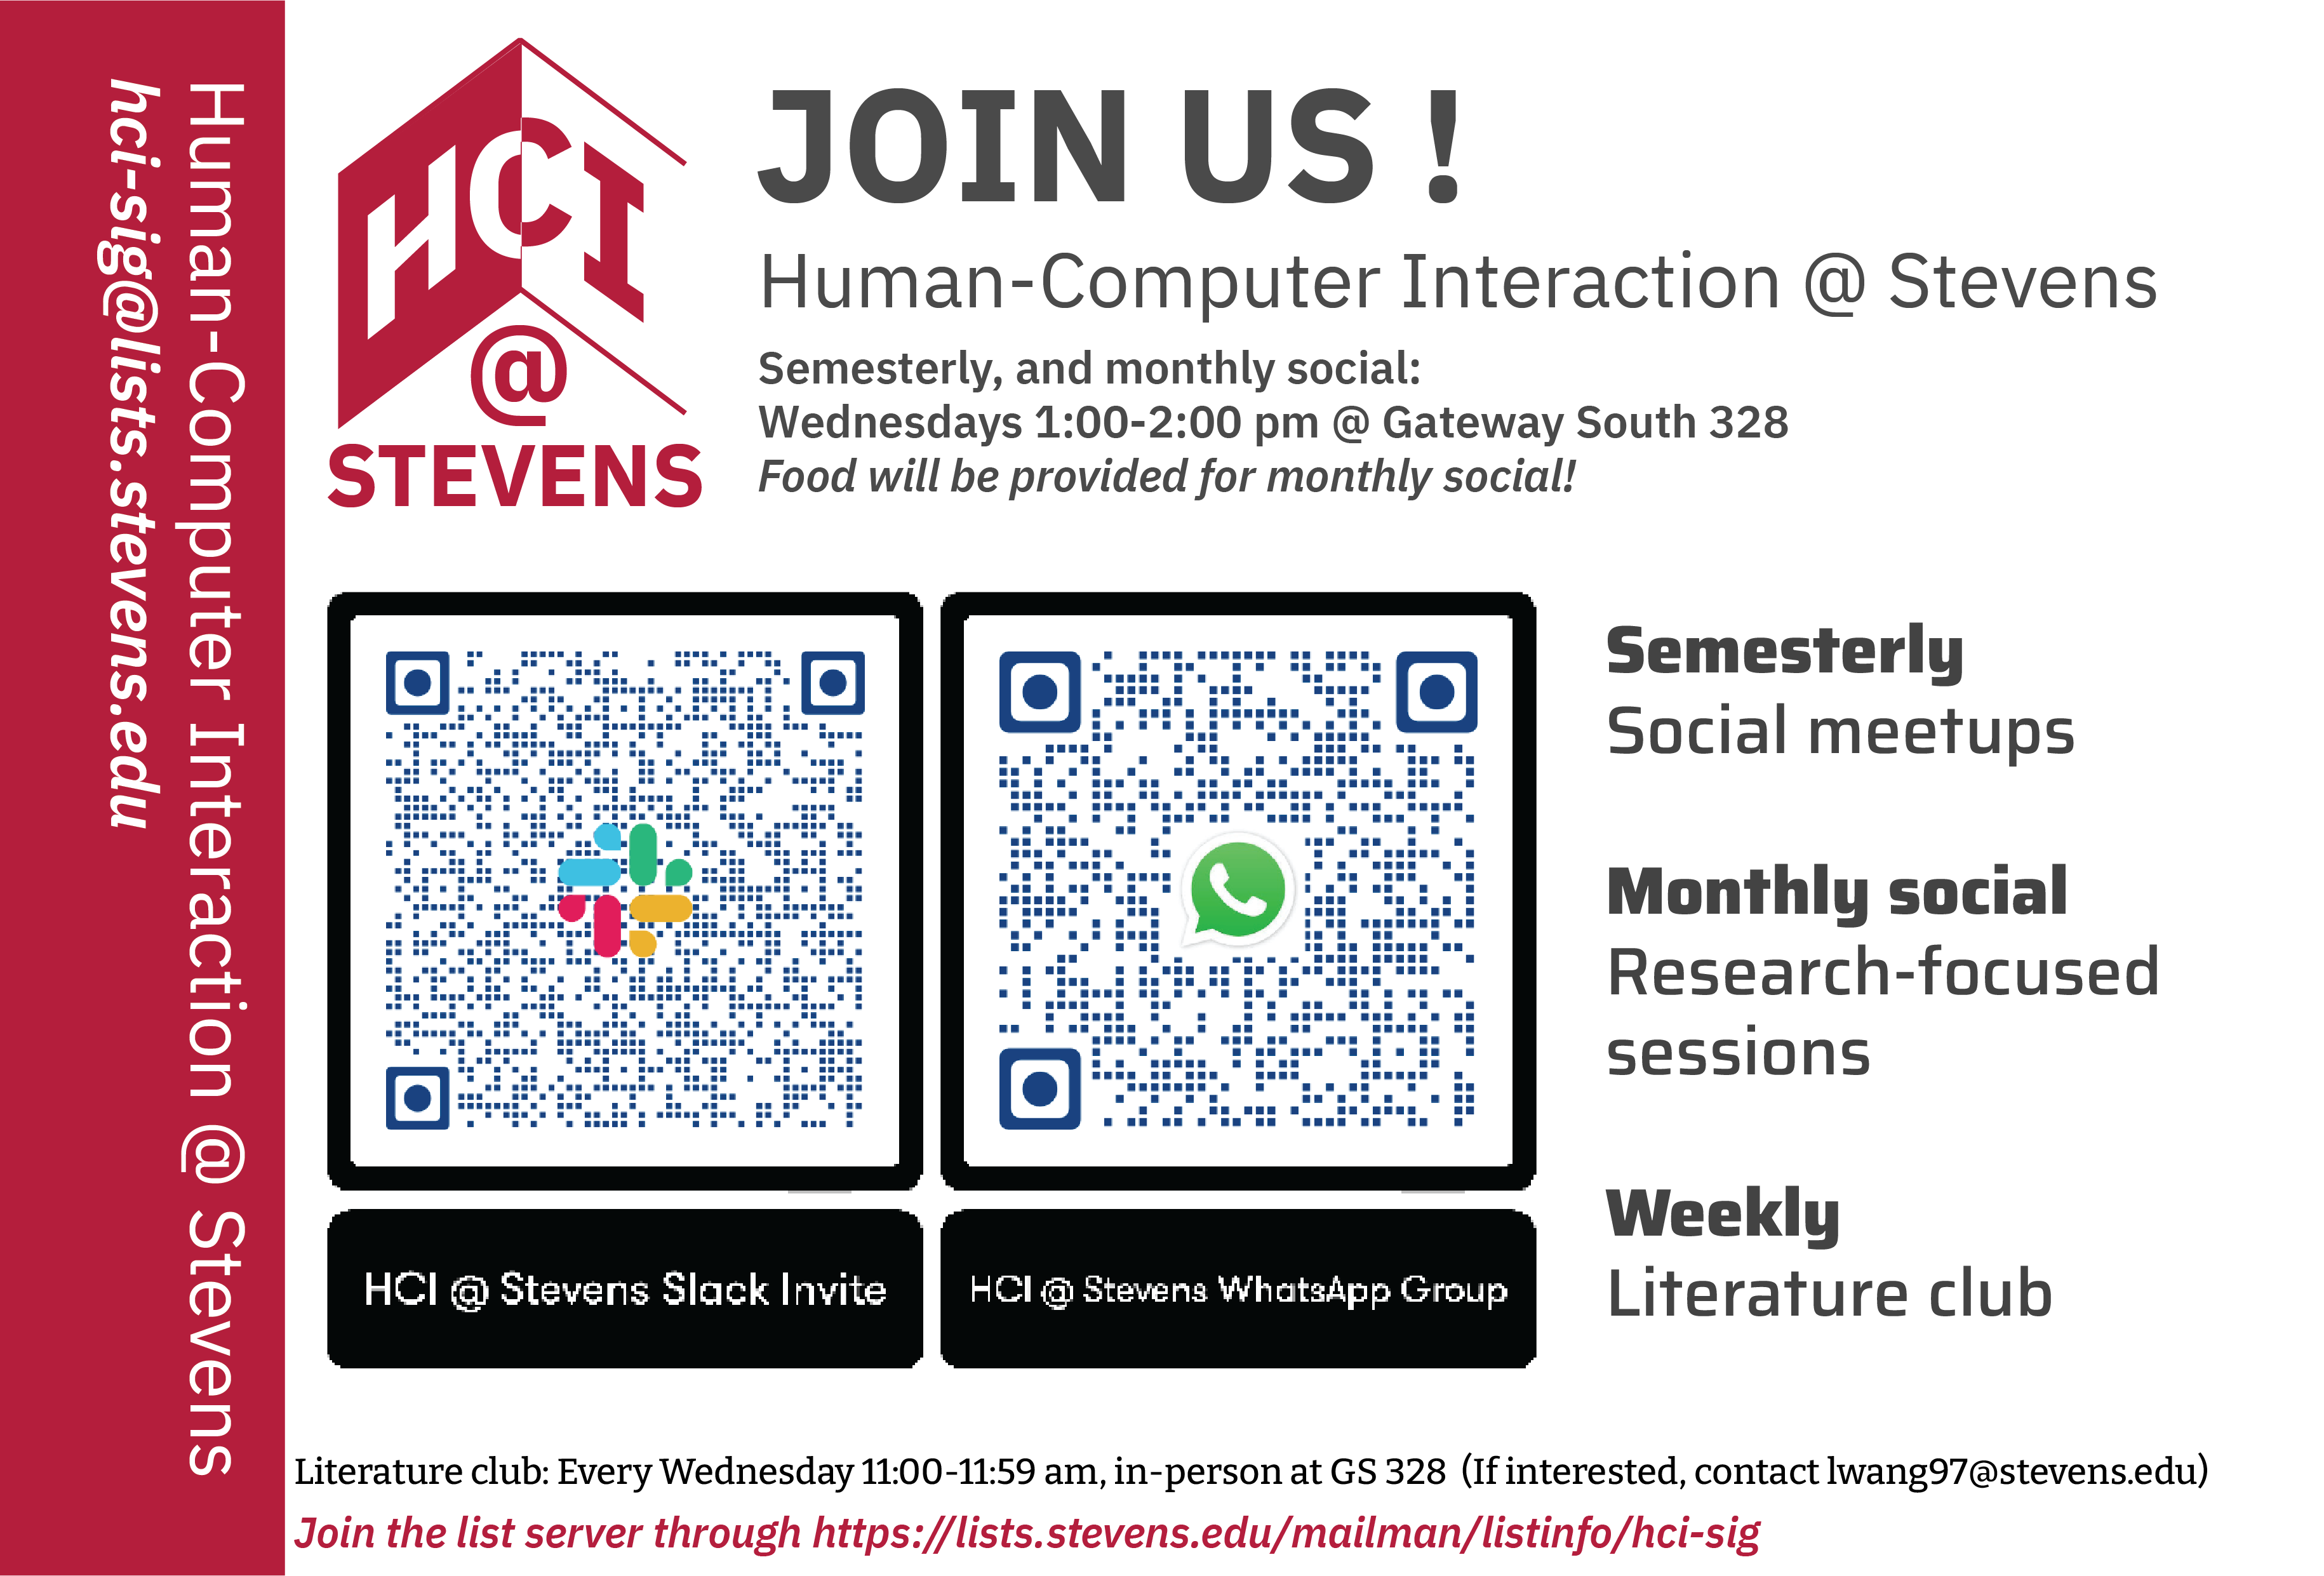 Human-Computer Interaction @ Stevens
hci-sig@lists.stevens.edu
HCI
@
STEVENS
JOIN US !
Human-Computer Interaction @ Stevens
Semesterly, and monthly social:
Wednesdays 1:00-2:00 pm @ Gateway South 328
Food will be provided for monthly social!
HCI @ Stevens Slack Invite
HCI @ Stevens WhatsApp Group
Semesterly
Social meetups
Monthly social
Research-focused
sessions
Weekly
Literature club
Literature club: Every Wednesday 11:00-11:59 am, in-person at GS 328 (If interested, contact lwang97@stevens.edu)
Join the list server through https://lists.stevens.edu/mailman/listinfo/hci-sig